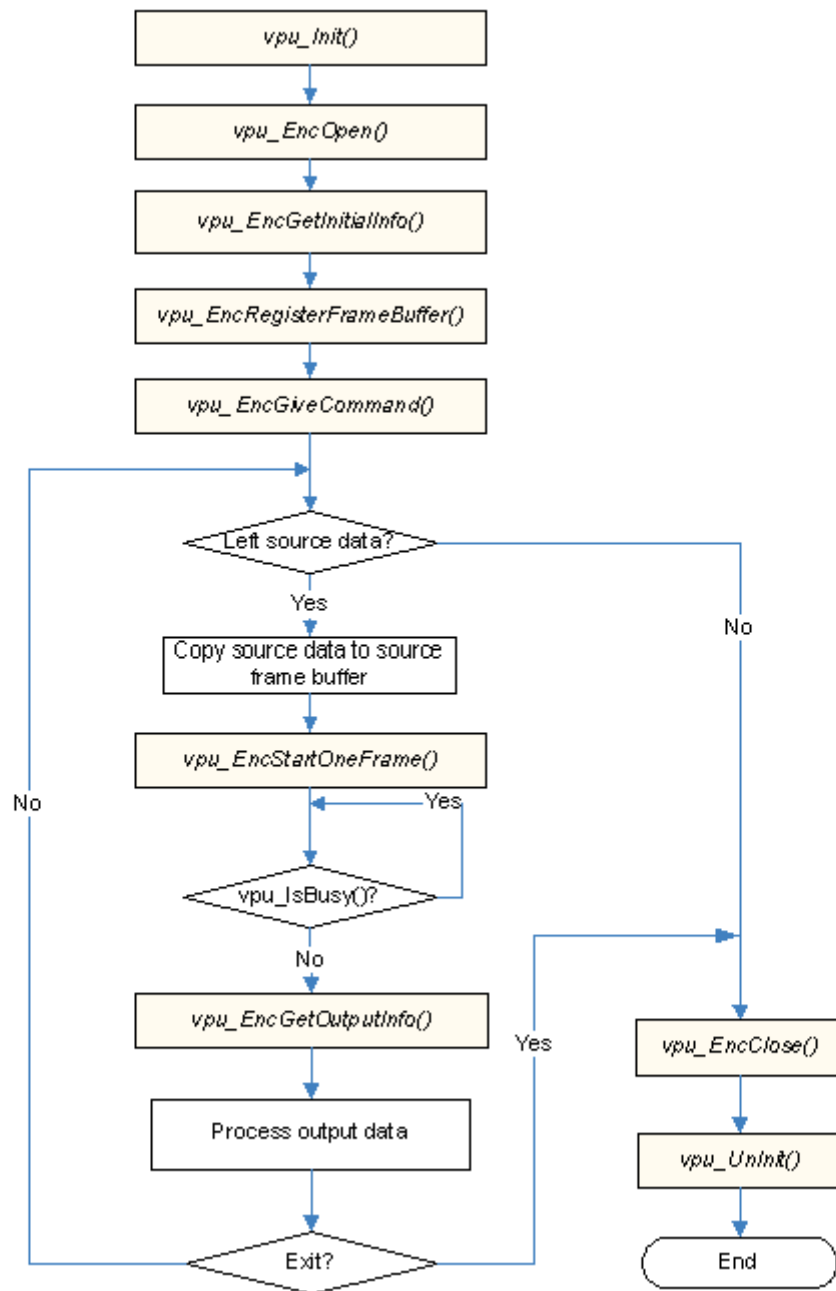 vpu_Init()
vpu_EncOpen()
vpu_EncGetInitialInfo()
vpu_EncRegisterFrameBuffer()
vpu_EncGiveCommand()
Left source data?
Yes
No
Copy source data to source
frame buffer
vpu_EncStartOneFrame()
No
Yes
vpu_IsBusy()?
No
vpu_EncGetOutputInfo()
Yes
vpu_EncClose()
Process output data
vpu_UnInit()
Exit?
End